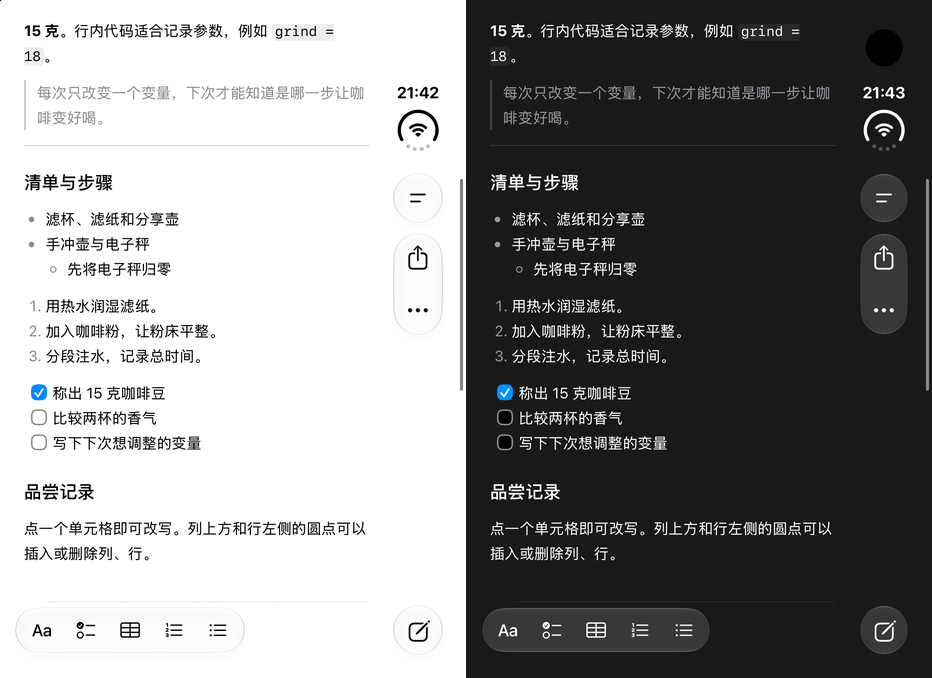 15 克。行内代码适合记录参数，例如 grind =
18。
每次只改变一个变量，下次才能知道是哪一步让咖
啡变好喝。
21:42
清单与步骤
滤杯、滤纸和分享壶
手冲壶与电子秤
先将电子秤归零
1. 用热水润湿滤纸。
2. 加入咖啡粉，让粉床平整。
3. 分段注水，记录总时间。
称出 15 克咖啡豆
比较两杯的香气
写下下次想调整的变量
品尝记录
点一个单元格即可改写。列上方和行左侧的圆点可以
插入或删除列、行。
Aa
15 克。行内代码适合记录参数，例如 grind =
18。
每次只改变一个变量，下次才能知道是哪一步让咖
啡变好喝。
21:43
清单与步骤
滤杯、滤纸和分享壶
手冲壶与电子秤
先将电子秤归零
1. 用热水润湿滤纸。
2. 加入咖啡粉，让粉床平整。
3. 分段注水，记录总时间。
称出 15 克咖啡豆
比较两杯的香气
写下下次想调整的变量
品尝记录
点一个单元格即可改写。列上方和行左侧的圆点可以
插入或删除列、行。
Aa